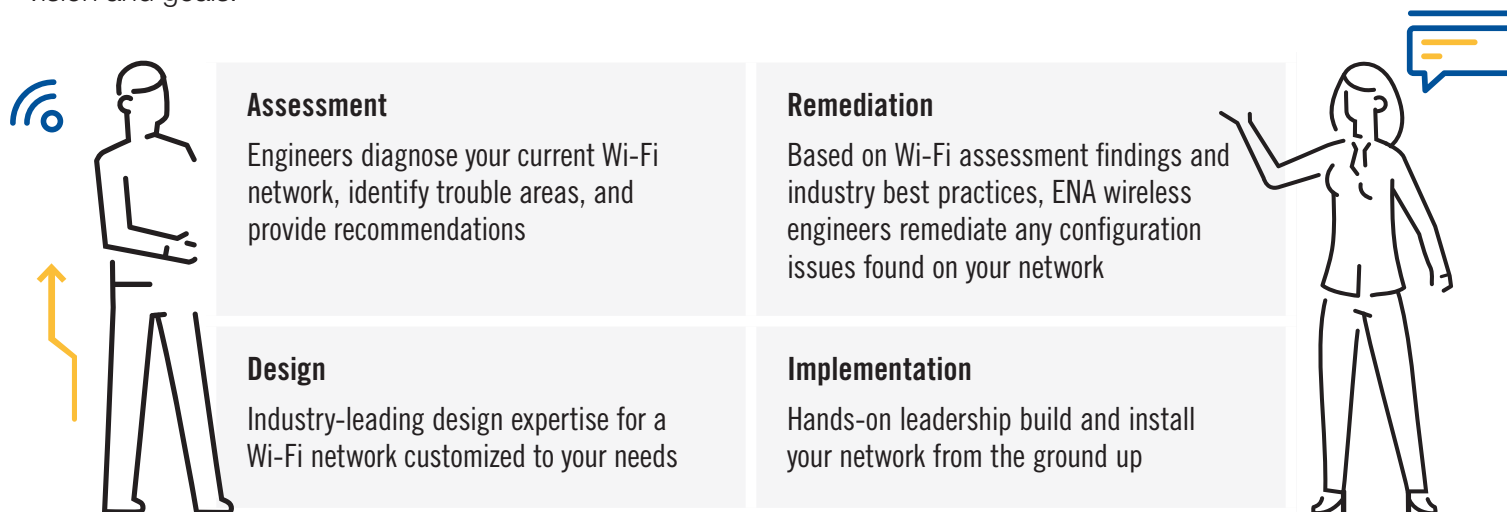 vision and goals.
Assessment
Engineers diagnose your current Wi-Fi
network, identify trouble areas, and
provide recommendations
Remediation
Based on Wi-Fi assessment findings and
industry best practices, ENA wireless
engineers remediate any configuration
issues found on your network
Design
Industry-leading design expertise for a
Wi-Fi network customized to your needs
Implementation
Hands-on leadership build and install
your network from the ground up